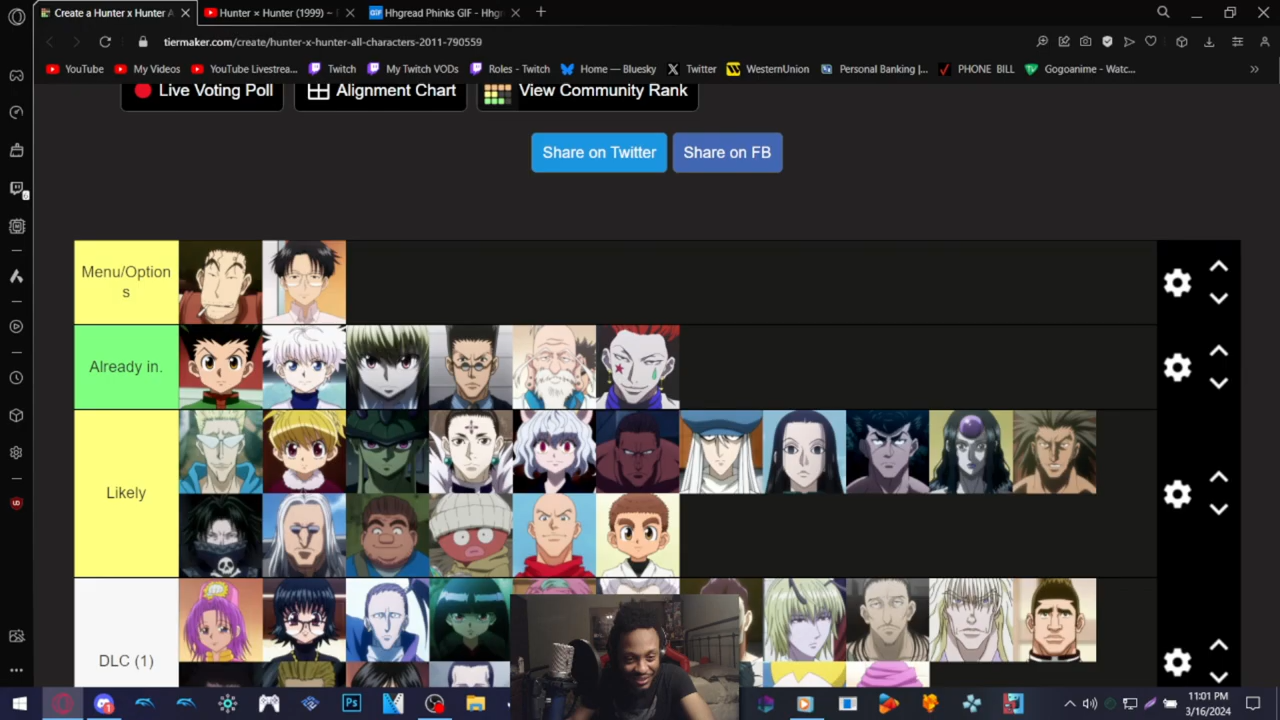 Create a Hunter x Hunter A
Hunter × Hunter (1999) ~
GIF
Hhgread Phinks GIF - Hhgr
tiermaker.com/create/hunter-x-hunter-all-characters-2011-790559
YouTube
My Videos
YouTube Livestrea...
Twitch
My Twitch VODs
Roles - Twitch
Home — Bluesky
Twitter
WesternUnion
Personal Banking |...
PHONE BILL
Gogoanime - Watc...
Live Voting Poll
Alignment Chart
View Community Rank
Share on Twitter
Share on FB
Menu/Option
s
Already in.
Likely
DLC (1)
Ps
11:01 PM
3/16/2024